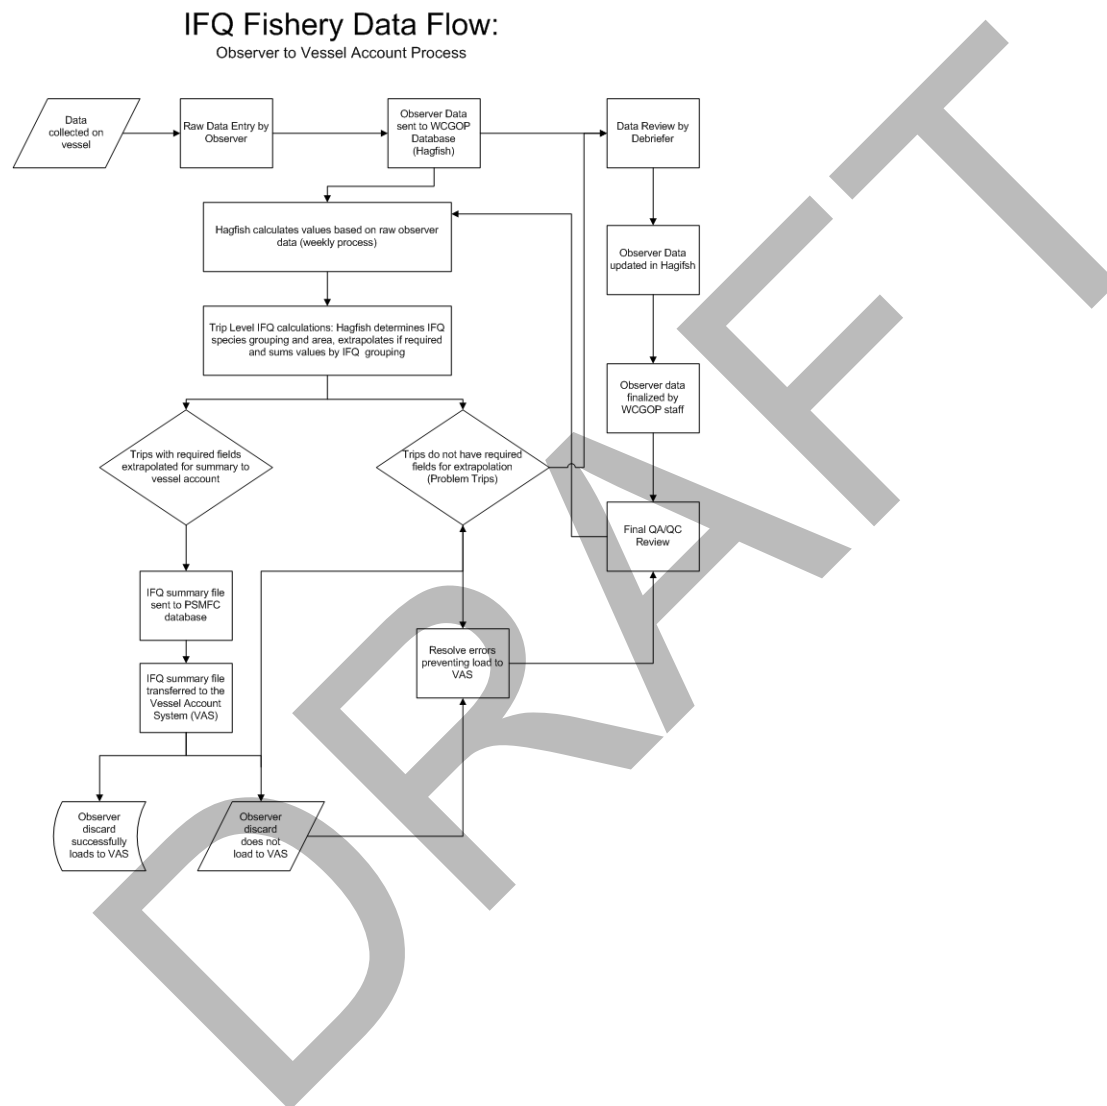 IFQ Fishery Data Flow:
Observer to Vessel Account Process
Data
collected on
vessel
Raw Data Entry by
Observer
Observer Data
sent to WCGOP
Database
(Hagfish)
Data Review by
Debriefer
Hagfish calculates values based on raw observer
data (weekly process)
Observer Data
updated in Hagifsh
Trip Level IFQ calculations: Hagfish determines IFQ
species grouping and area, extrapolates if required
and sums values by IFQ grouping
Observer data
finalized by
WCGOP staff
Trips with required fields
extrapolated for summary to
vessel account
Trips do not have required
fields for extrapolation
(Problem Trips)
Final QA/QC
Review
IFQ summary file
sent to PSMFC
database
Resolve errors
preventing load to
VAS
IFQ summary file
transferred to the
Vessel Account
System (VAS)
Observer
discard
successfully
loads to VAS
Observer
discard
does not
load to VAS
DRAFT